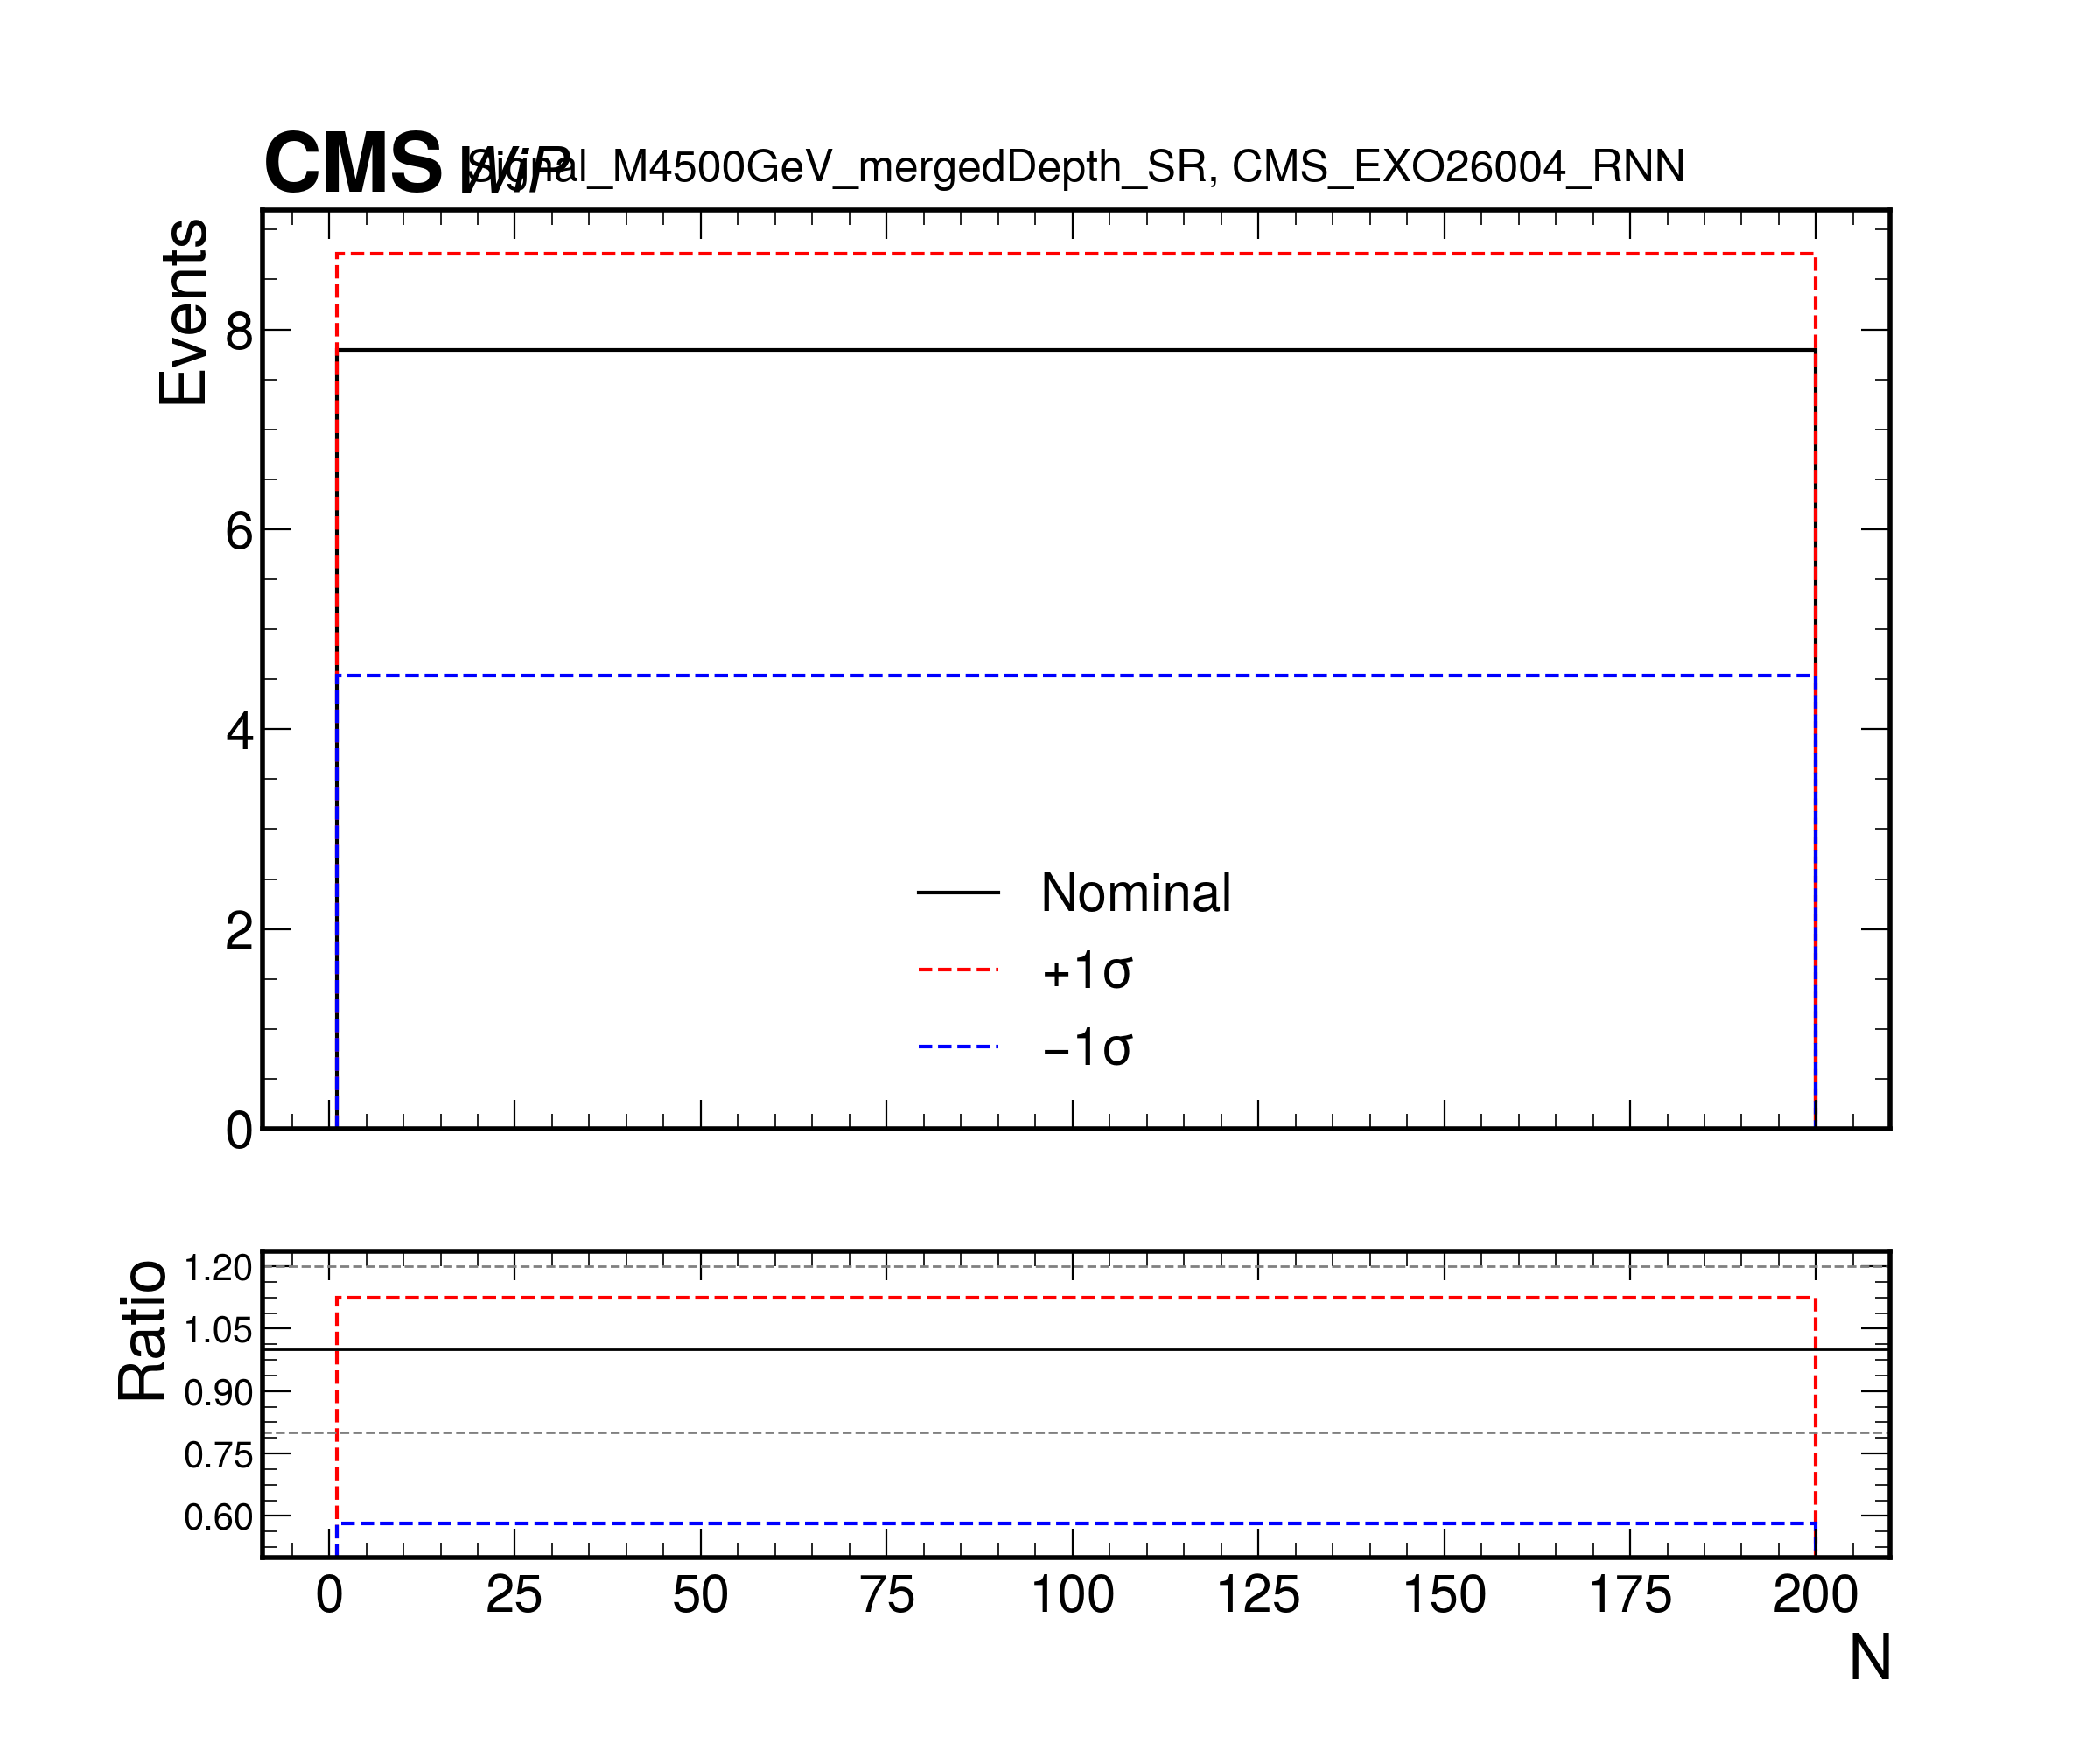 CMS WiP
Signal_M4500GeV_mergedDepth_SR, CMS_EXO26004_RNN
Events
8
6
4
2
0
Nominal
+1σ
−1σ
Ratio
1.20
1.05
0.90
0.75
0.60
0 25 50 75 100 125 150 175 200
N